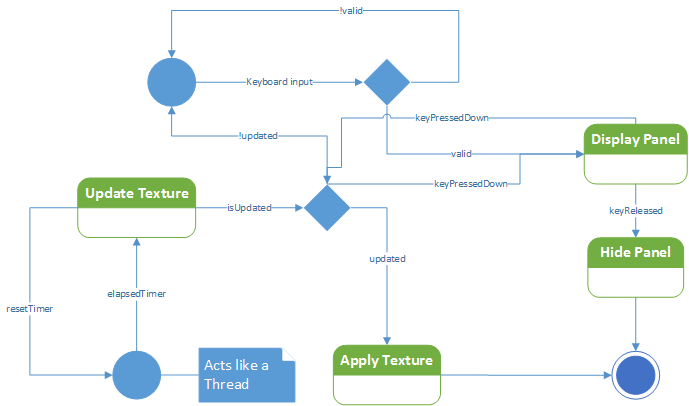 !valid
Keyboard input
keyPressedDown
!updated
Display Panel
valid
keyPressedDown
Update Texture
isUpdated
keyReleased
Hide Panel
updated
elapsedTimer
resetTimer
Acts like a
Thread
Apply Texture